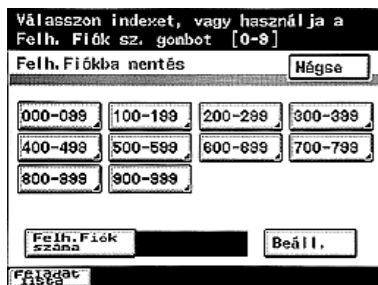 Válasszon indexet, vagy használja a
Felh. Fiók sz. gombot [0-9]
Felh.Fiókba mentés
Mégse
000-099 100-199 200-299 300-399
400-499 500-599 600-699 700-799
800-899 900-999
Felh.Fiók
száma
Beáll.
Feladat
lista